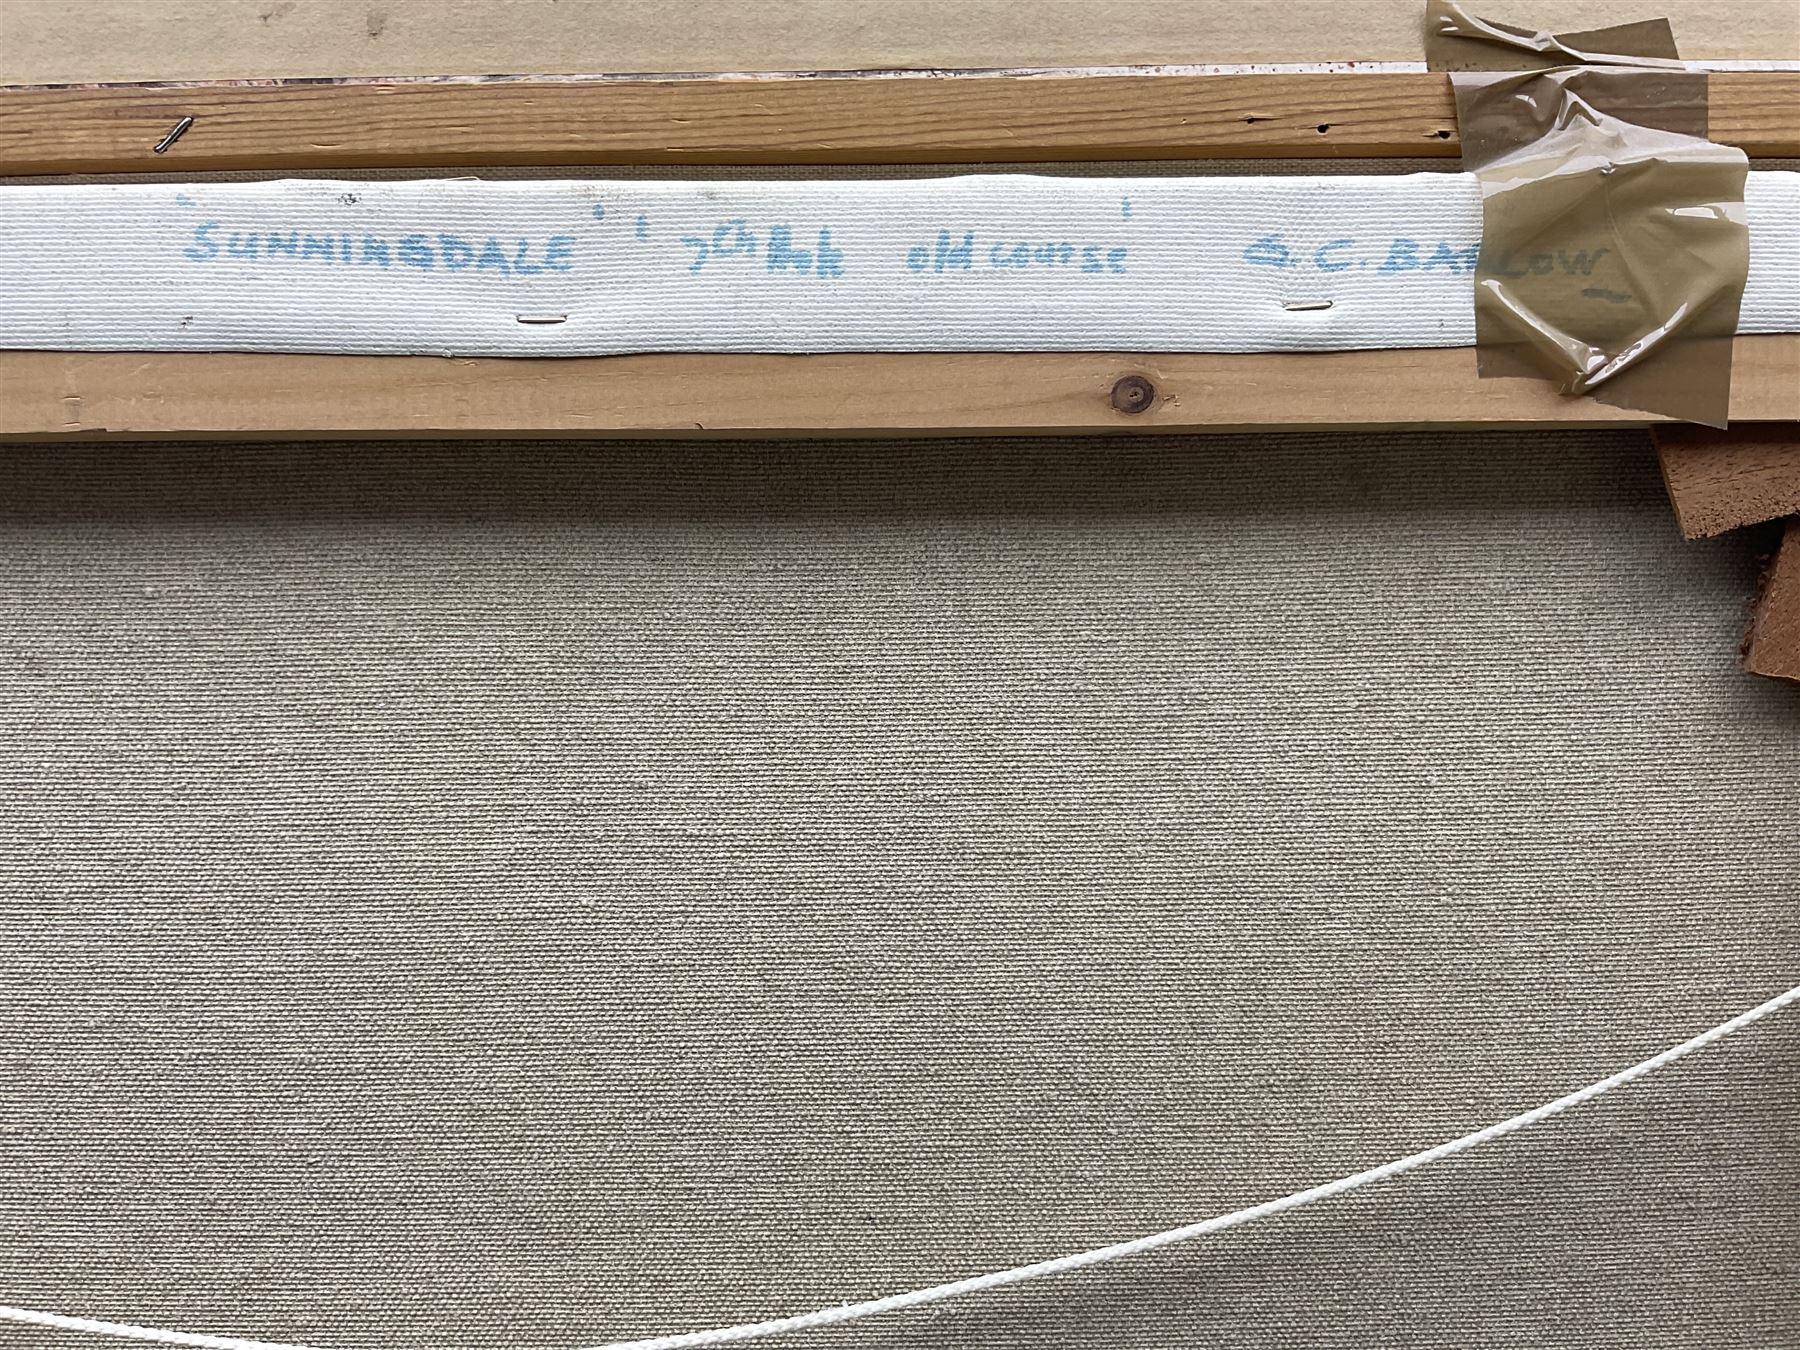 "SUNNINGDALE" '7th Hole old course' G.C. BARLOW